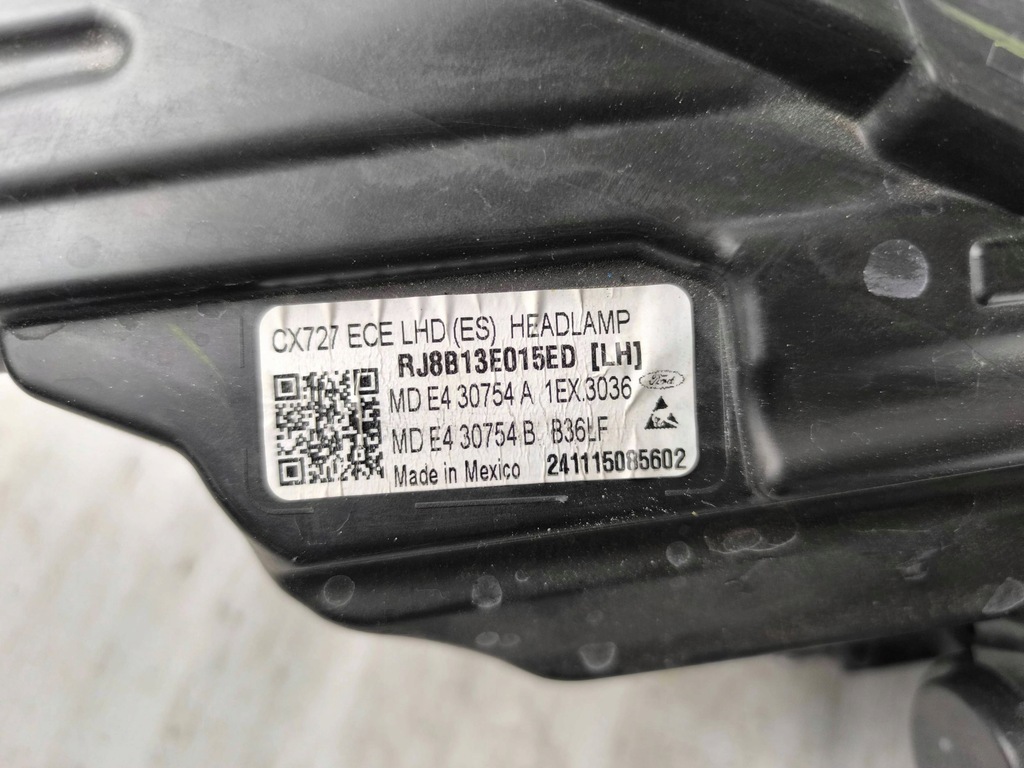 CX727 ECE LHD (ES) HEADLAMP
RJ8B13E015ED [LH]
MD E4 30754 A 1EX.3036
Ford
MD E4 30754 B B36LF
Made in Mexico 241115085602